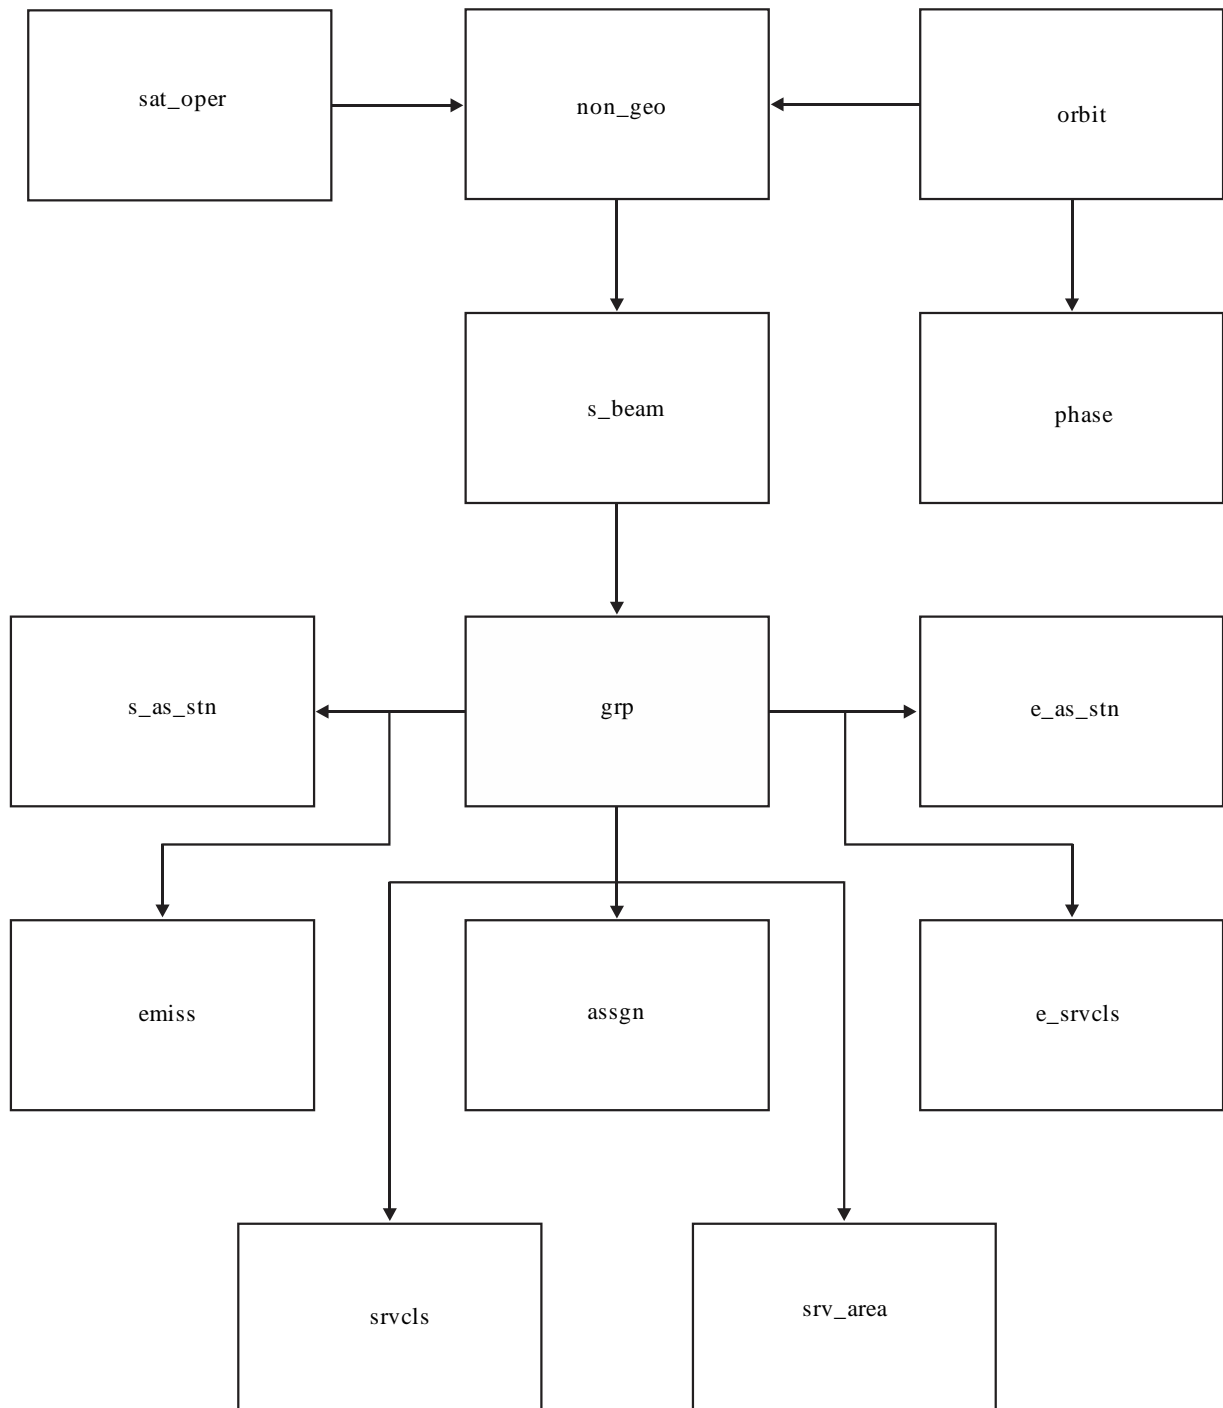 sat_oper
non_geo
orbit
s_beam
phase
s_as_stn
grp
e_as_stn
emiss
assgn
e_srvcls
srvcls
srv_area